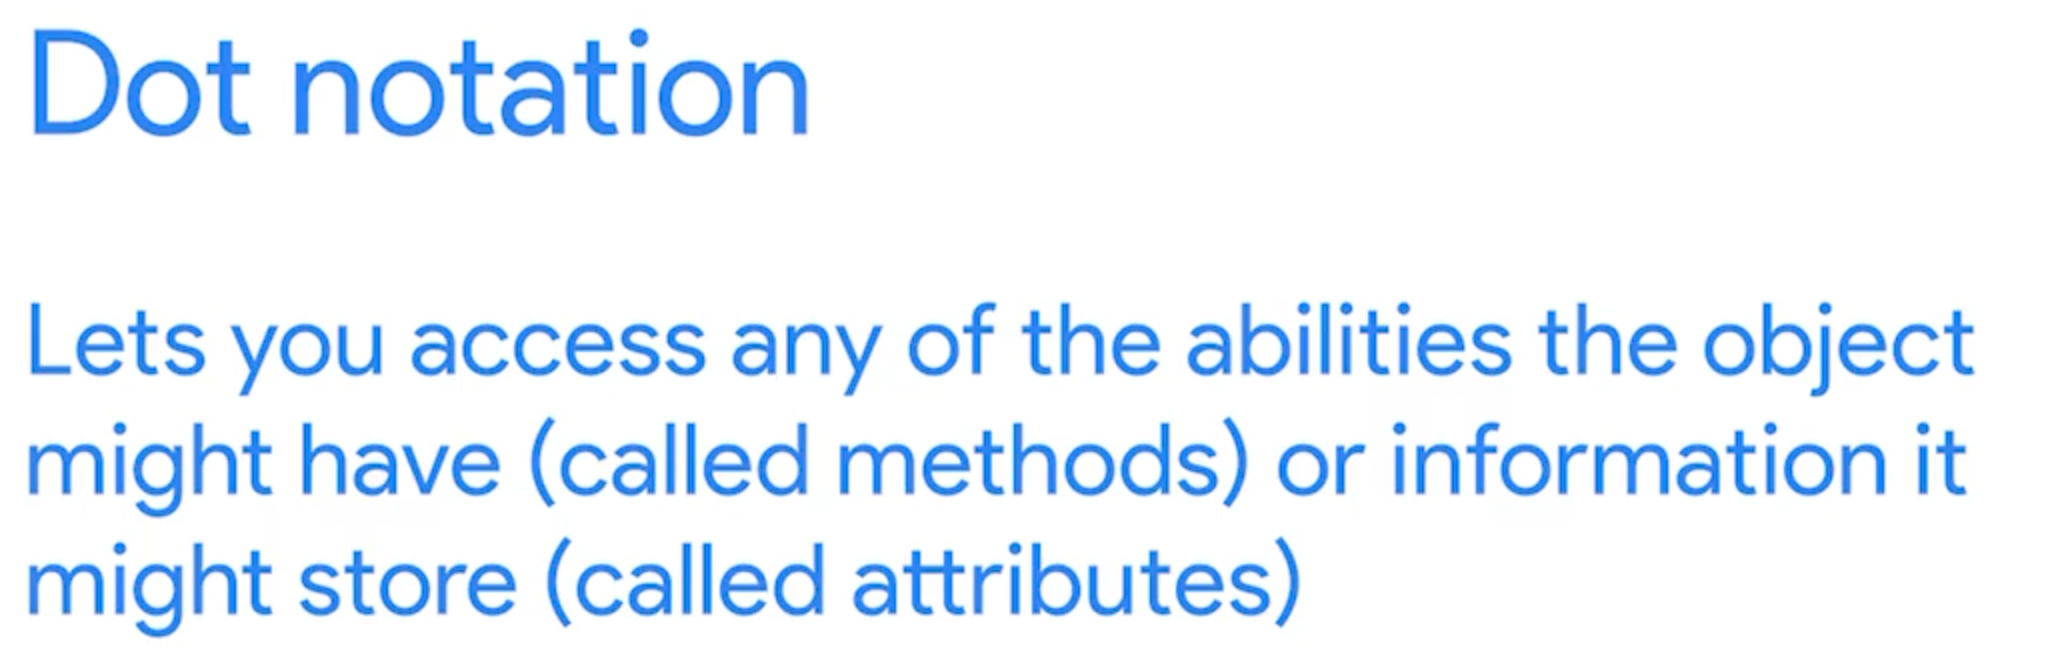 Dot notation
Lets you access any of the abilities the object
might have (called methods) or information it
might store (called attributes)